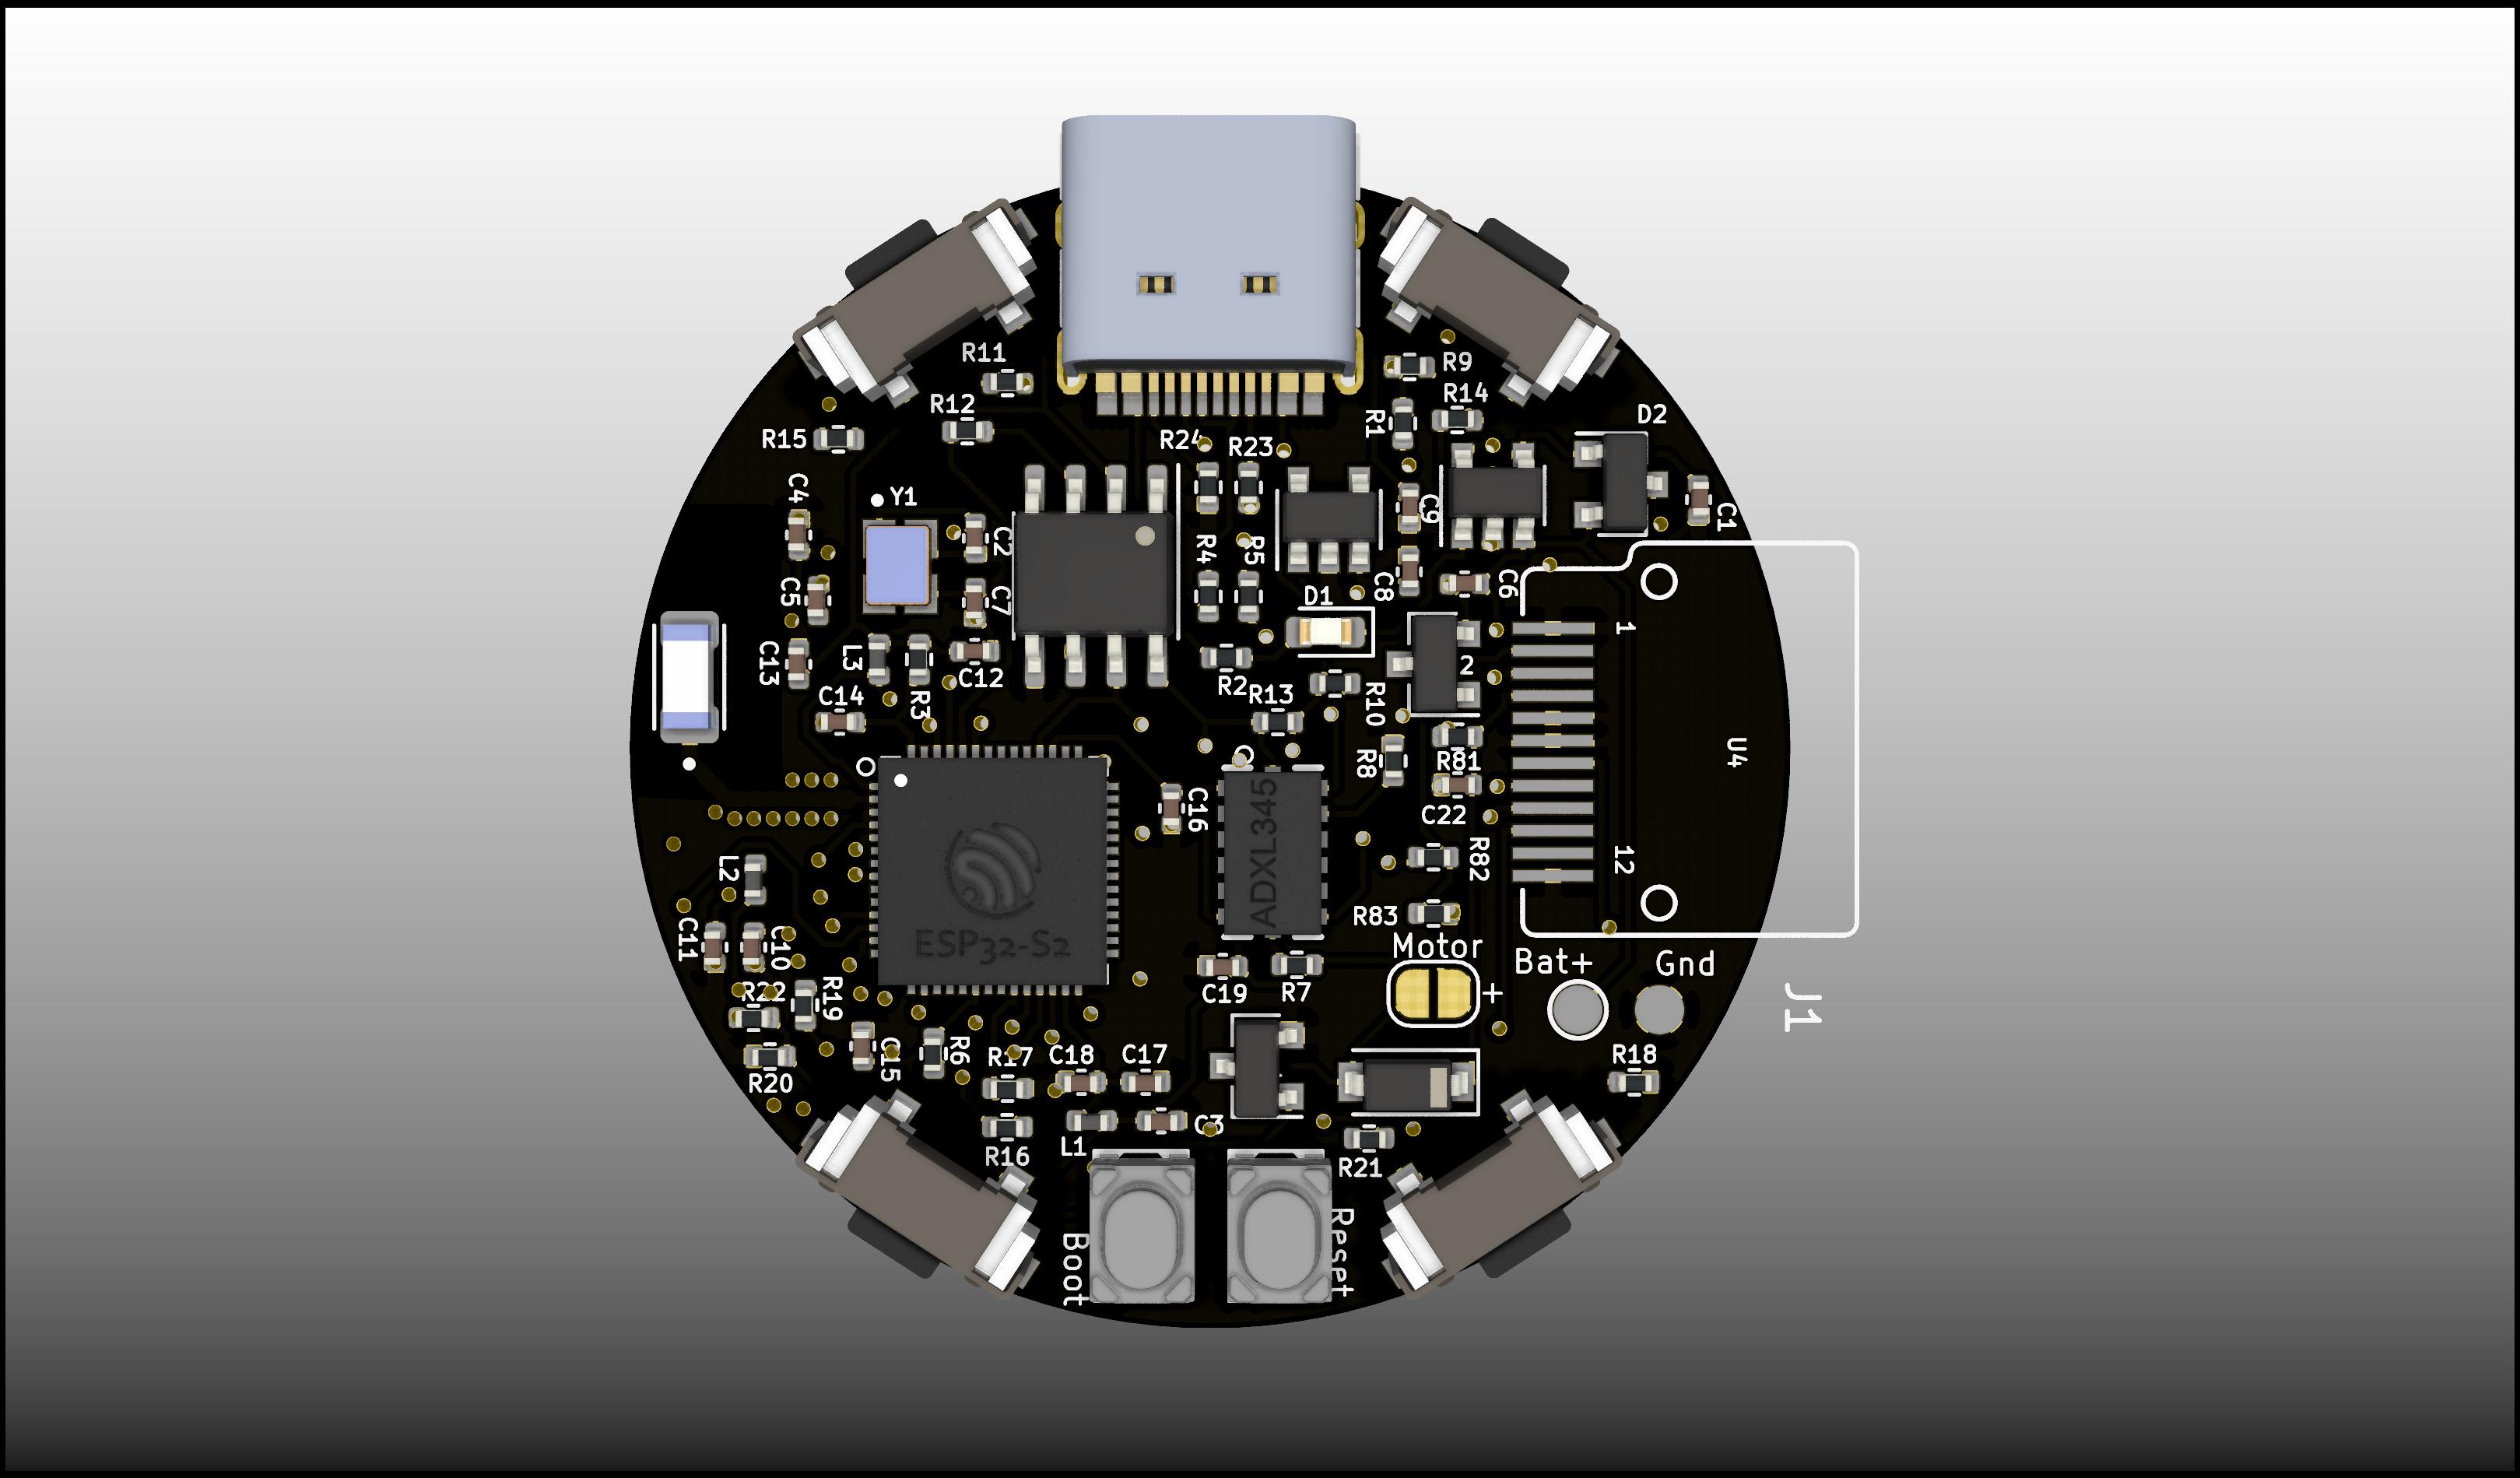 R11
R9
R12
R14
D2
R1
R15
R24
R23
C4
Y1
C9
C1
C2
R4
R5
C5
C7
C8
C6
D1
1
C13
L3
C12
2
R2
C14
R3
R13
R10
U4
R8
R81
C16
ADXL345
C22
L2
R82
12
R83
C11
C10
ESP32-S2
Motor
Bat+
Gnd
R22
R19
C19
R7
+
J1
C15
R6
R17
C18
C17
R18
R20
C3
L1
R16
R21
Boot
Reset